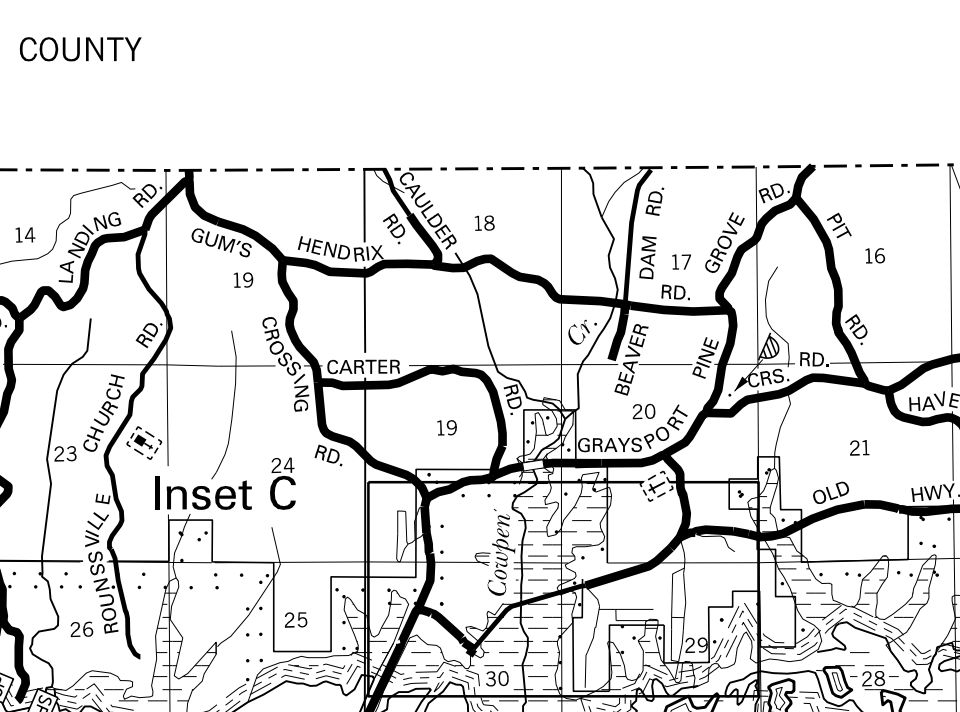 COUNTY
14
LANDING RD.
GUM'S
19
HENDRIX
CAULDER
RD.
18
DAM RD.
17
RD.
GROVE RD.
PIT
16
RD.
CROSSING
RD.
CARTER
RD.
Cr.
BEAVER
PINE
CRS. RD.
HAVE
CHURCH RD.
23
24
19
20
GRAYSPORT
21
Inset C
OLD HWY.
ROUNSSVILLE
Cowpen
26
25
30
29
28